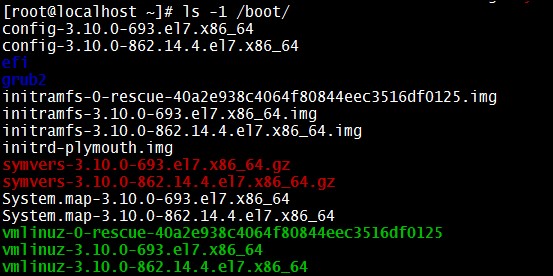 [root@localhost ~]# ls -1 /boot/
config-3.10.0-693.el7.x86_64
config-3.10.0-862.14.4.el7.x86_64
efi
grub2
initramfs-0-rescue-40a2e938c4064f80844eec3516df0125.img
initramfs-3.10.0-693.el7.x86_64.img
initramfs-3.10.0-862.14.4.el7.x86_64.img
initrd-plymouth.img
symvers-3.10.0-693.el7.x86_64.gz
symvers-3.10.0-862.14.4.el7.x86_64.gz
System.map-3.10.0-693.el7.x86_64
System.map-3.10.0-862.14.4.el7.x86_64
vmlinuz-0-rescue-40a2e938c4064f80844eec3516df0125
vmlinuz-3.10.0-693.el7.x86_64
vmlinuz-3.10.0-862.14.4.el7.x86_64